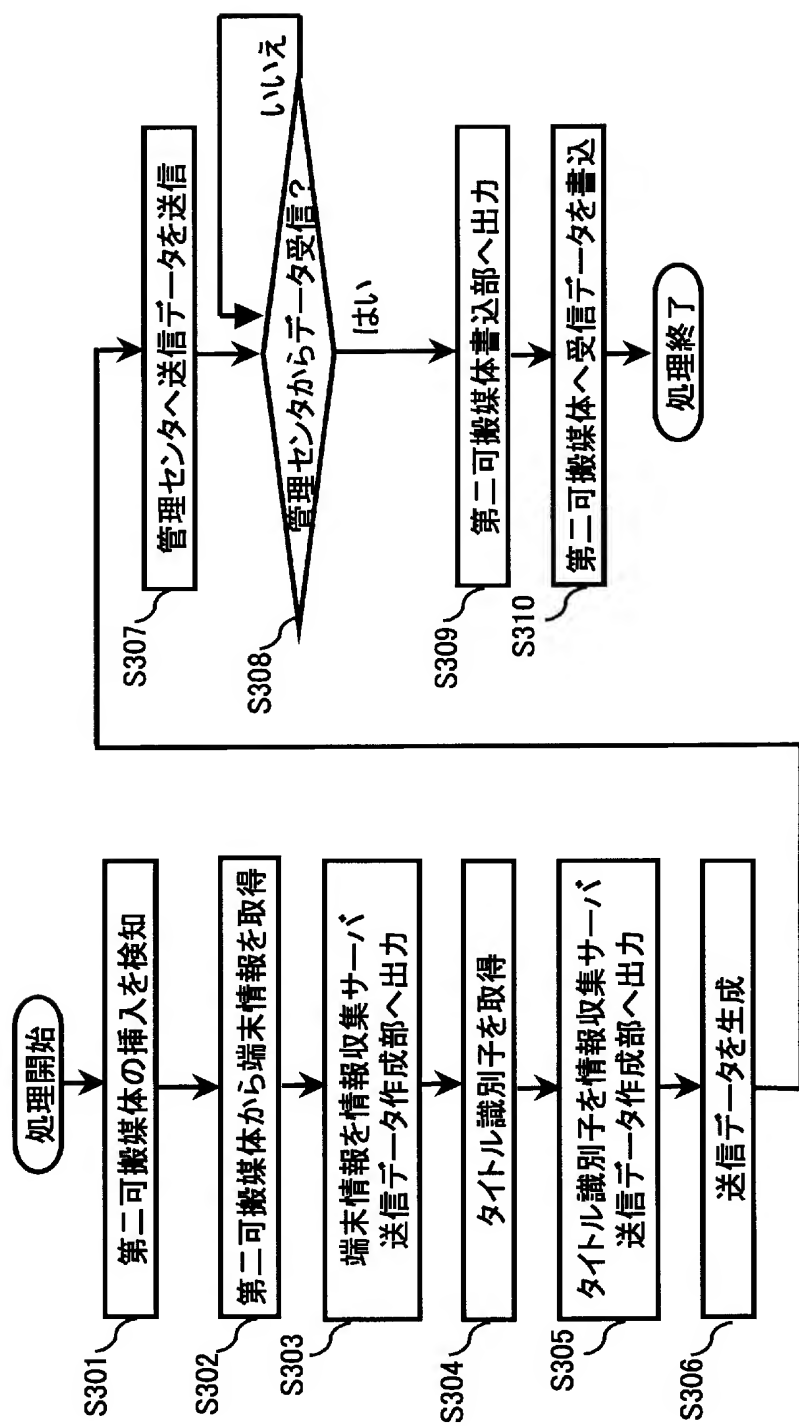 処理開始
S301
第二可搬媒体の挿入を検知
S302
第二可搬媒体から端末情報を取得
S303
端末情報を情報収集サーバ
送信データ作成部へ出力
S304
タイトル識別子を取得
S305
タイトル識別子を情報収集サーバ
送信データ作成部へ出力
S306
送信データを生成
S307
管理センタへ送信データを送信
S308
管理センタからデータ受信?
いいえ
はい
S309
第二可搬媒体書込部へ出力
S310
第二可搬媒体へ受信データを書込
処理終了